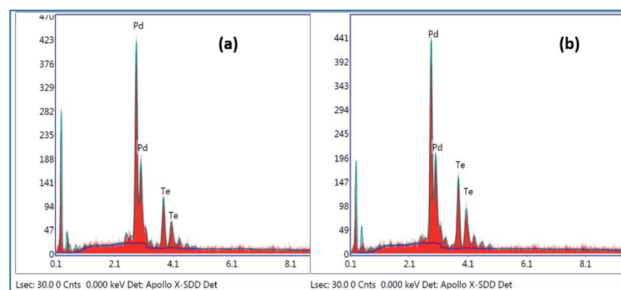 470
423
376
329
282
235
188
141
94
47
0
0.1
2.1
4.1
6.1
8.1
Pd
Pd
Te
Te
(a)
Lsec: 30.0 0 Cnts 0.000 keV Det: Apollo X-SDD Det
441
392
343
294
245
196
147
98
49
0
0.1
2.1
4.1
6.1
8.1
Pd
Pd
Te
Te
(b)
Lsec: 30.0 0 Cnts 0.000 keV Det: Apollo X-SDD Det